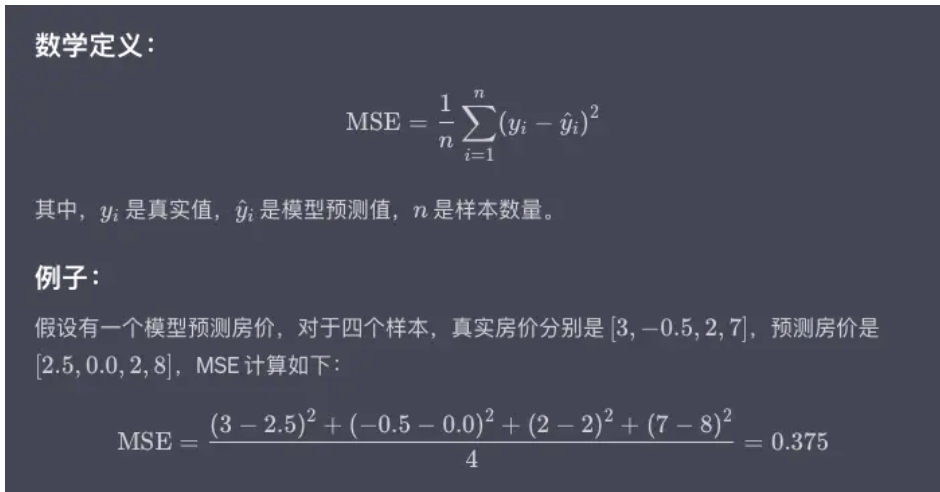 数学定义：
MSE = \frac{1}{n} \sum_{i=1}^{n} (y_i - \hat{y}_i)^2
其中，y_i 是真实值，\hat{y}_i 是模型预测值，n 是样本数量。
例子：
假设有一个模型预测房价，对于四个样本，真实房价分别是 [3, −0.5, 2, 7]，预测房价是
[2.5, 0.0, 2, 8]，MSE 计算如下：
MSE = \frac{(3 - 2.5)^2 + (-0.5 - 0.0)^2 + (2 - 2)^2 + (7 - 8)^2}{4} = 0.375